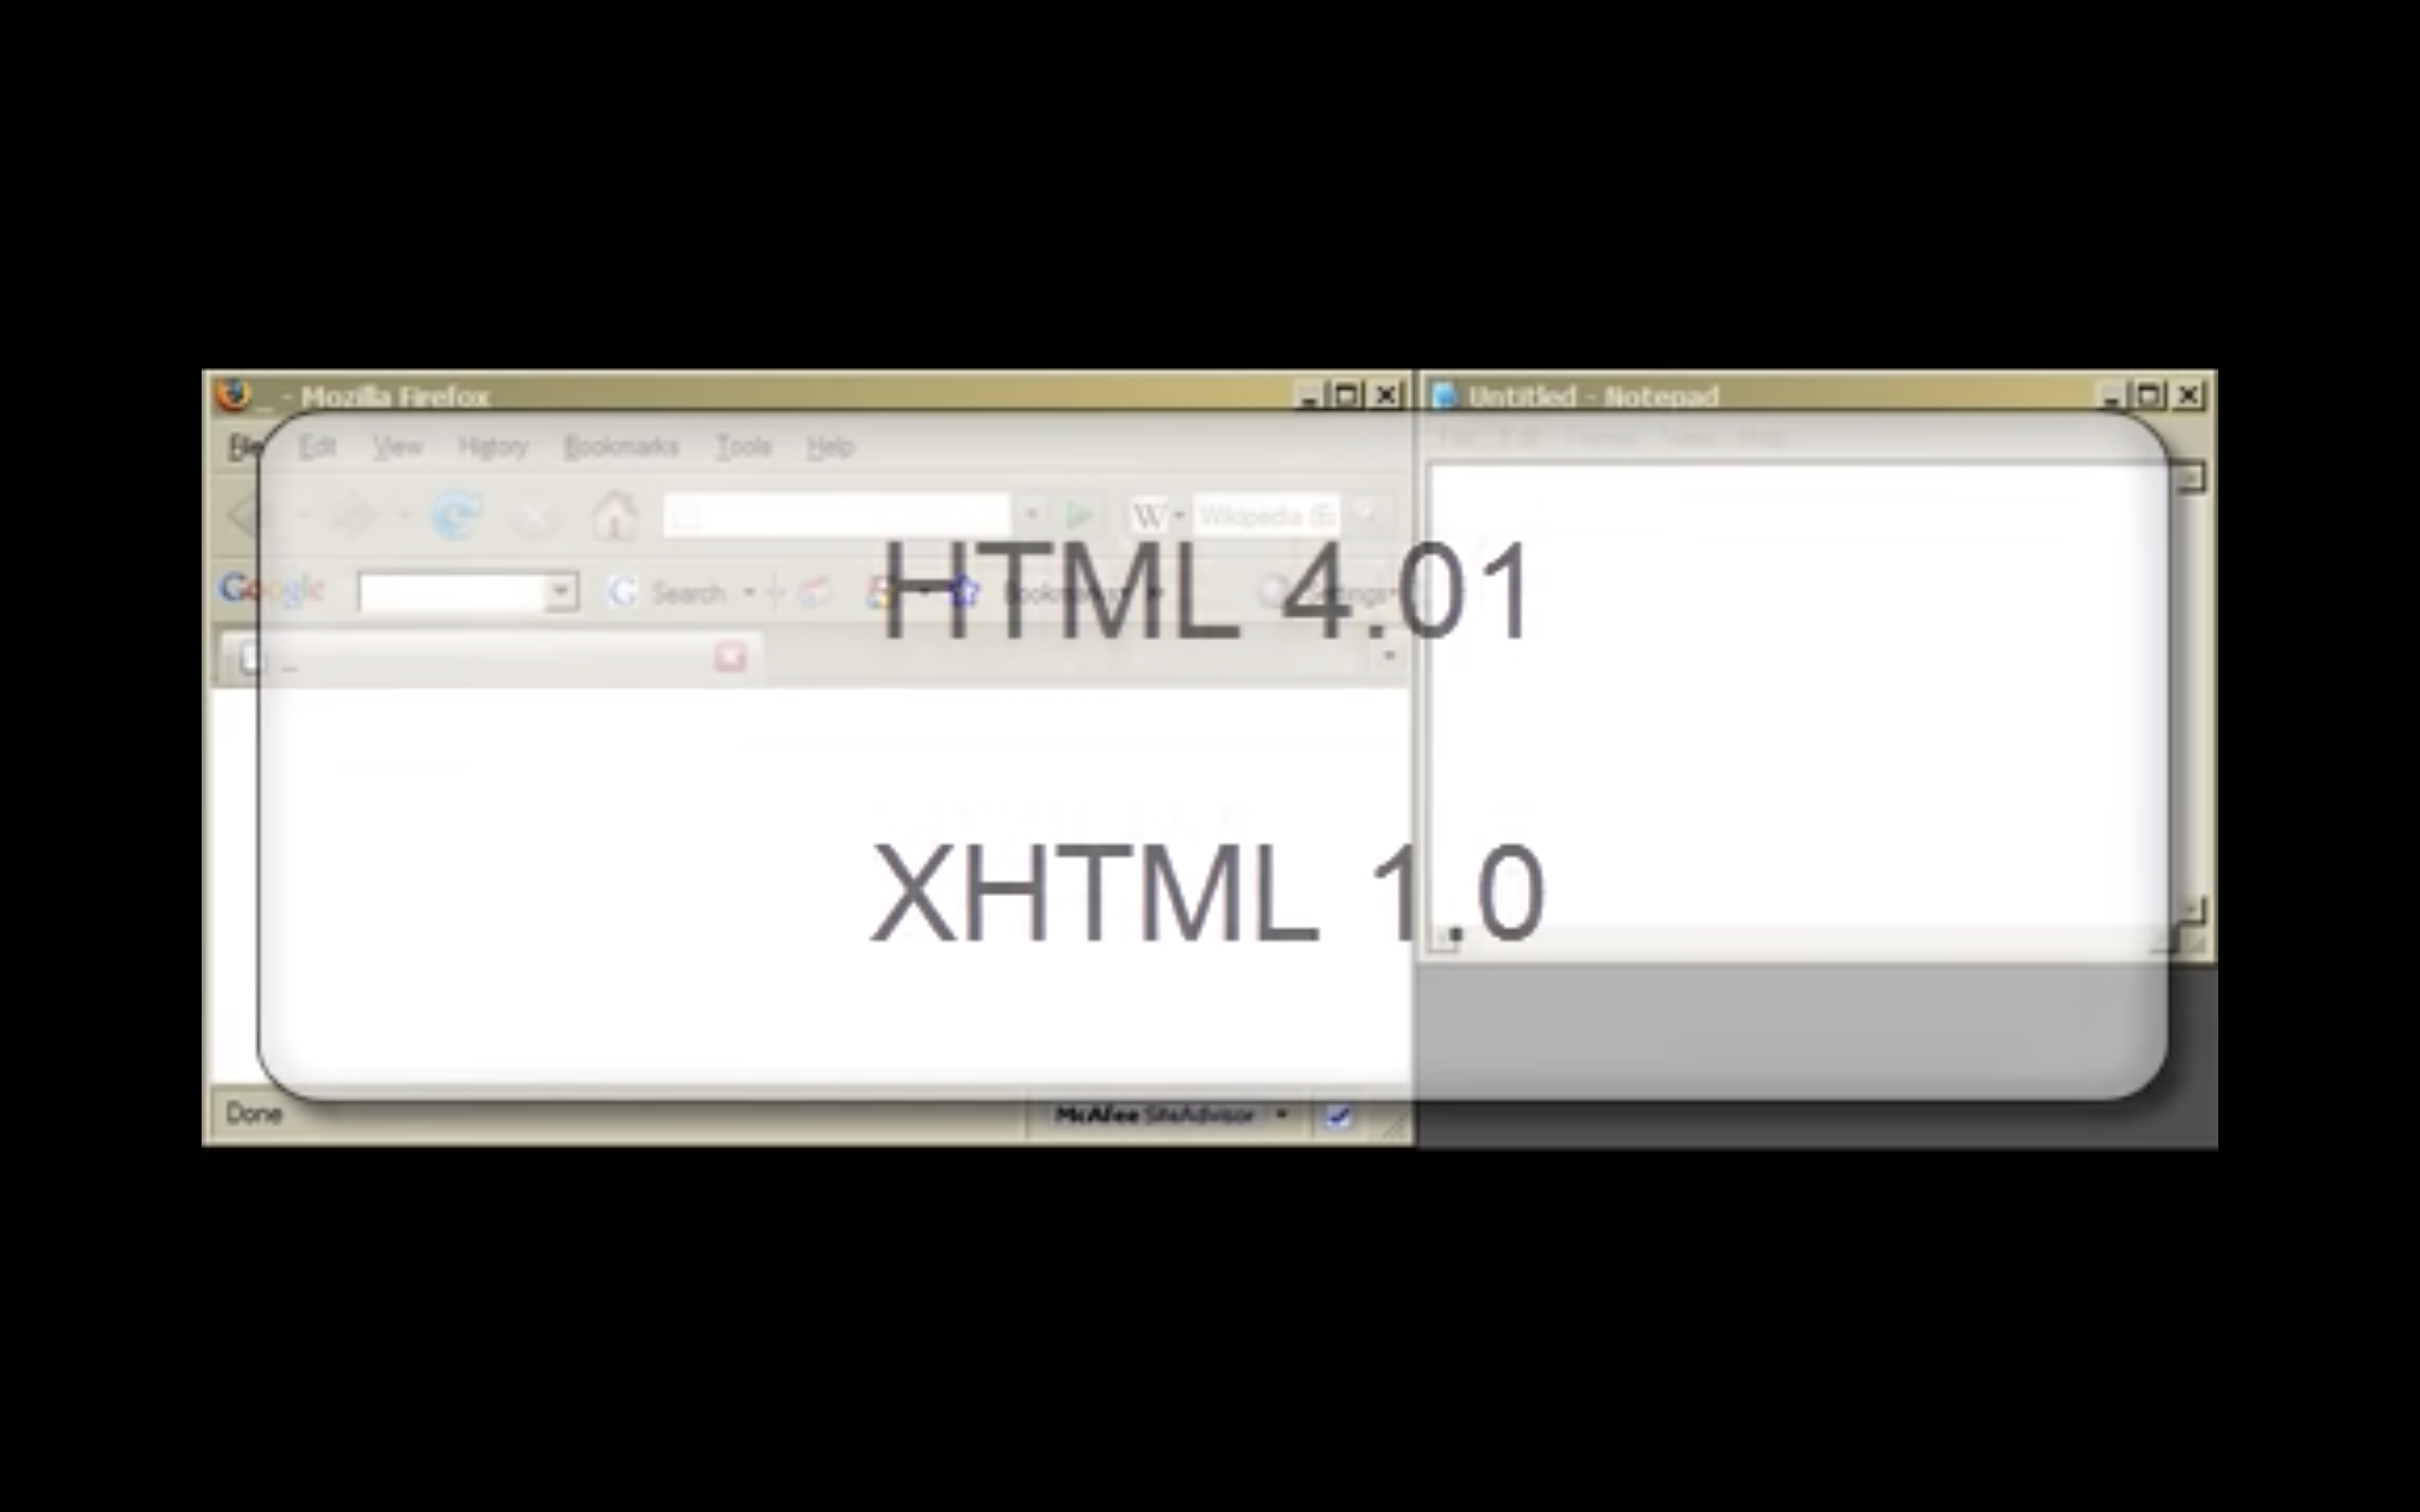 _ - Mozilla Firefox
Untitled - Notepad
File Edit View History Bookmarks Tools Help
File Edit Format View Help
W Wikipedia (E
Google
G Search Bookmarks Settings
_
HTML 4.01
XHTML 1.0
Done
McAfee SiteAdvisor